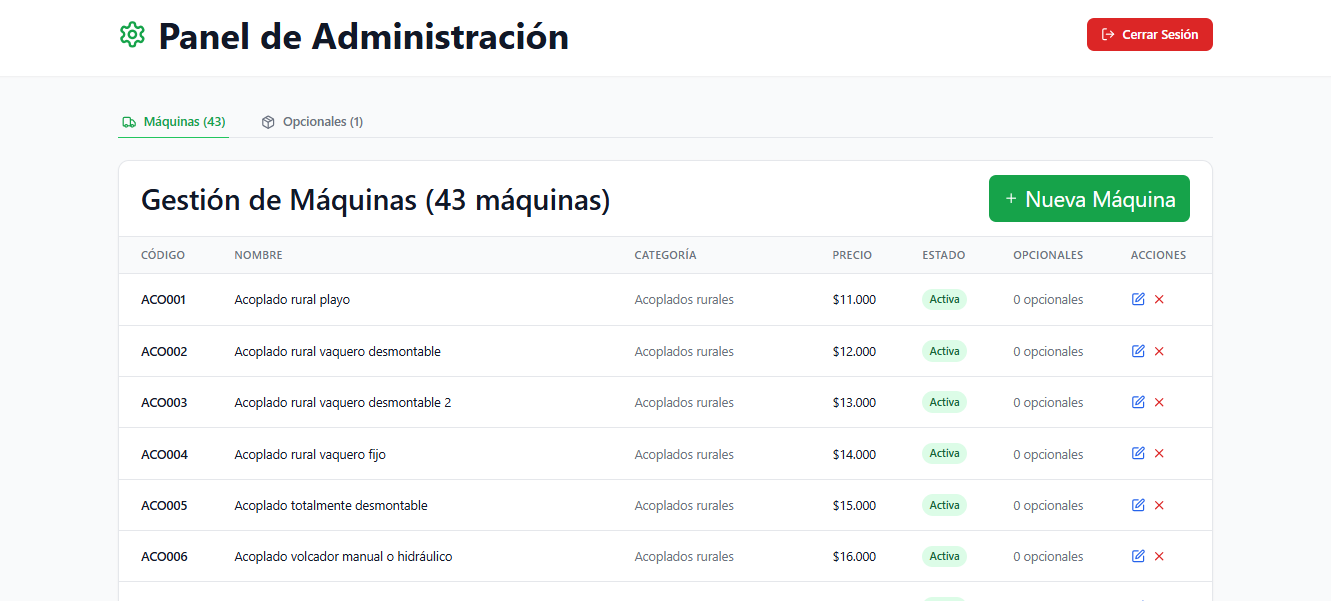 Panel de Administración
Cerrar Sesión
Máquinas (43) Opcionales (1)
Gestión de Máquinas (43 máquinas)
+ Nueva Máquina
CÓDIGO NOMBRE CATEGORÍA PRECIO ESTADO OPCIONALES ACCIONES
ACO001 Acoplado rural playo Acoplados rurales $11.000 Activa 0 opcionales
ACO002 Acoplado rural vaquero desmontable Acoplados rurales $12.000 Activa 0 opcionales
ACO003 Acoplado rural vaquero desmontable 2 Acoplados rurales $13.000 Activa 0 opcionales
ACO004 Acoplado rural vaquero fijo Acoplados rurales $14.000 Activa 0 opcionales
ACO005 Acoplado totalmente desmontable Acoplados rurales $15.000 Activa 0 opcionales
ACO006 Acoplado volcador manual o hidráulico Acoplados rurales $16.000 Activa 0 opcionales